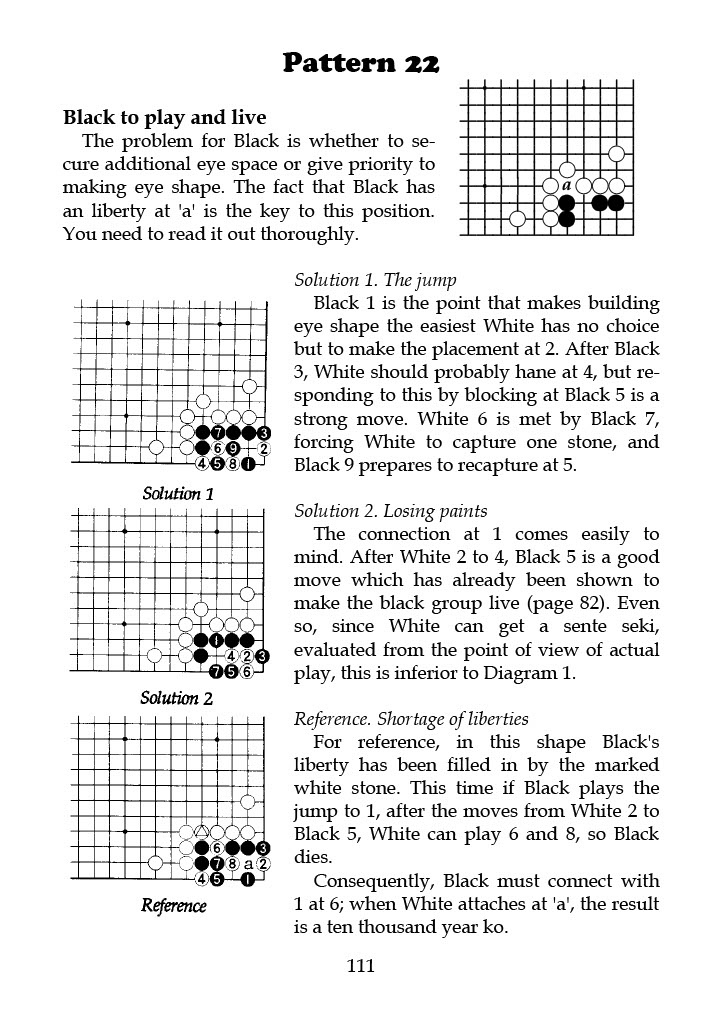 Pattern 22
Black to play and live
The problem for Black is whether to se-
cure additional eye space or give priority to
making eye shape. The fact that Black has
an liberty at 'a' is the key to this position.
You need to read it out thoroughly.
a
Solution 1. The jump
Black 1 is the point that makes building
eye shape the easiest White has no choice
but to make the placement at 2. After Black
3, White should probably hane at 4, but re-
sponding to this by blocking at Black 5 is a
strong move. White 6 is met by Black 7,
forcing White to capture one stone, and
Black 9 prepares to recapture at 5.
7 3
6 9 2
4 5 8 1
Solution 1
Solution 2. Losing paints
The connection at 1 comes easily to
mind. After White 2 to 4, Black 5 is a good
move which has already been shown to
make the black group live (page 82). Even
so, since White can get a sente seki,
evaluated from the point of view of actual
play, this is inferior to Diagram 1.
1
4 2 3
7 5 6
Solution 2
Reference. Shortage of liberties
For reference, in this shape Black's
liberty has been filled in by the marked
white stone. This time if Black plays the
jump to 1, after the moves from White 2 to
Black 5, White can play 6 and 8, so Black
dies.
Consequently, Black must connect with
1 at 6; when White attaches at 'a', the result
is a ten thousand year ko.
6 3
7 8 a 2
4 5 1
Reference
111